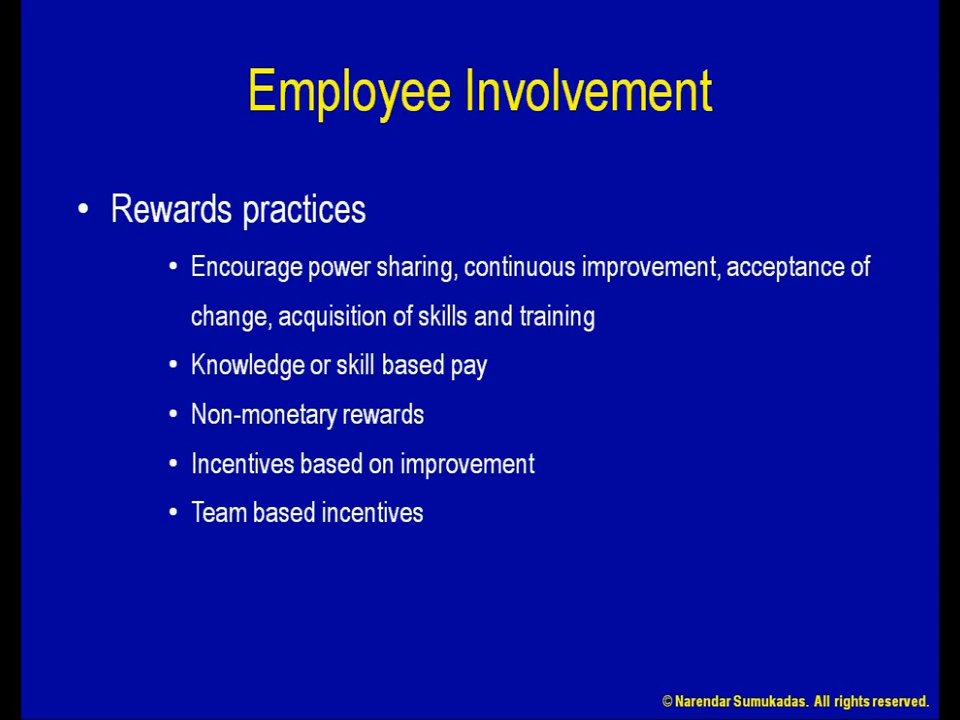 Employee Involvement
• Rewards practices
• Encourage power sharing, continuous improvement, acceptance of
change, acquisition of skills and training
• Knowledge or skill based pay
• Non-monetary rewards
• Incentives based on improvement
• Team based incentives
© Narendar Sumukadas. All rights reserved.